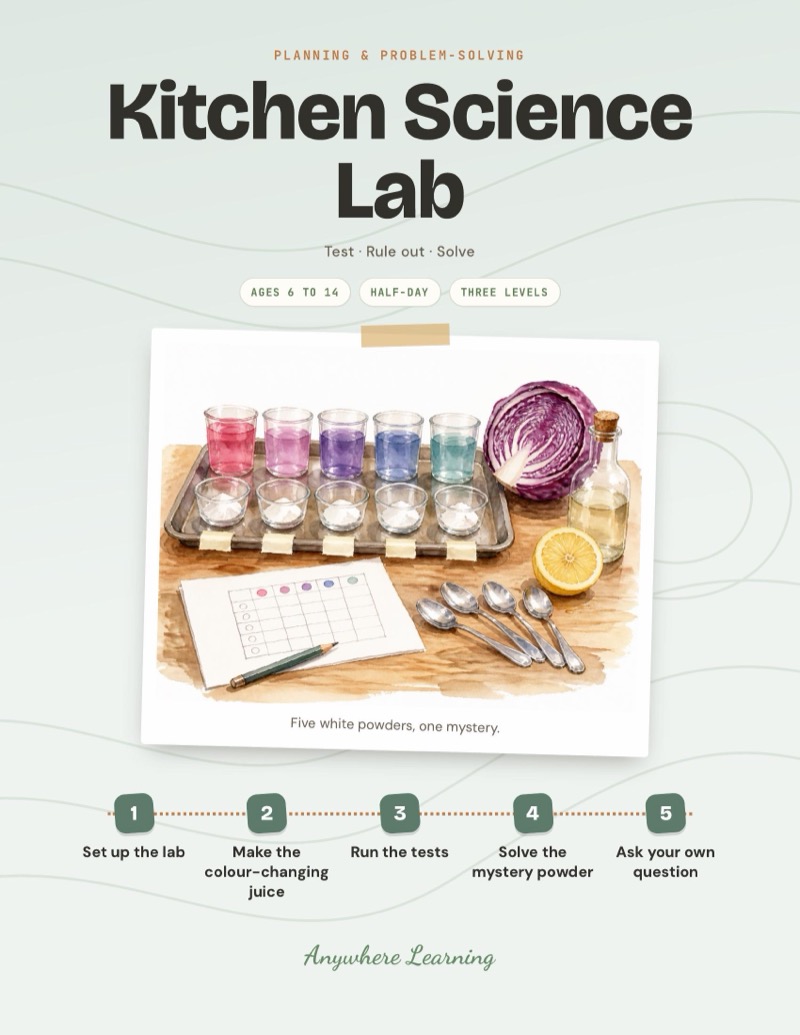 PLANNING & PROBLEM-SOLVING
Kitchen Science
Lab
Test · Rule out · Solve
AGES 6 TO 14
HALF-DAY
THREE LEVELS
Five white powders, one mystery.
1
2
3
4
5
Set up the lab
Make the
colour-changing
juice
Run the tests
Solve the
mystery powder
Ask your own
question
Anywhere Learning